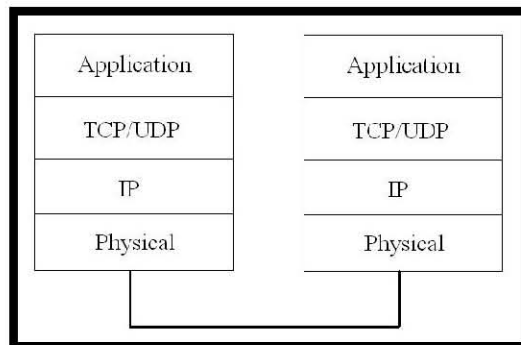 Application
TCP/UDP
IP
Physical
Application
TCP/UDP
IP
Physical